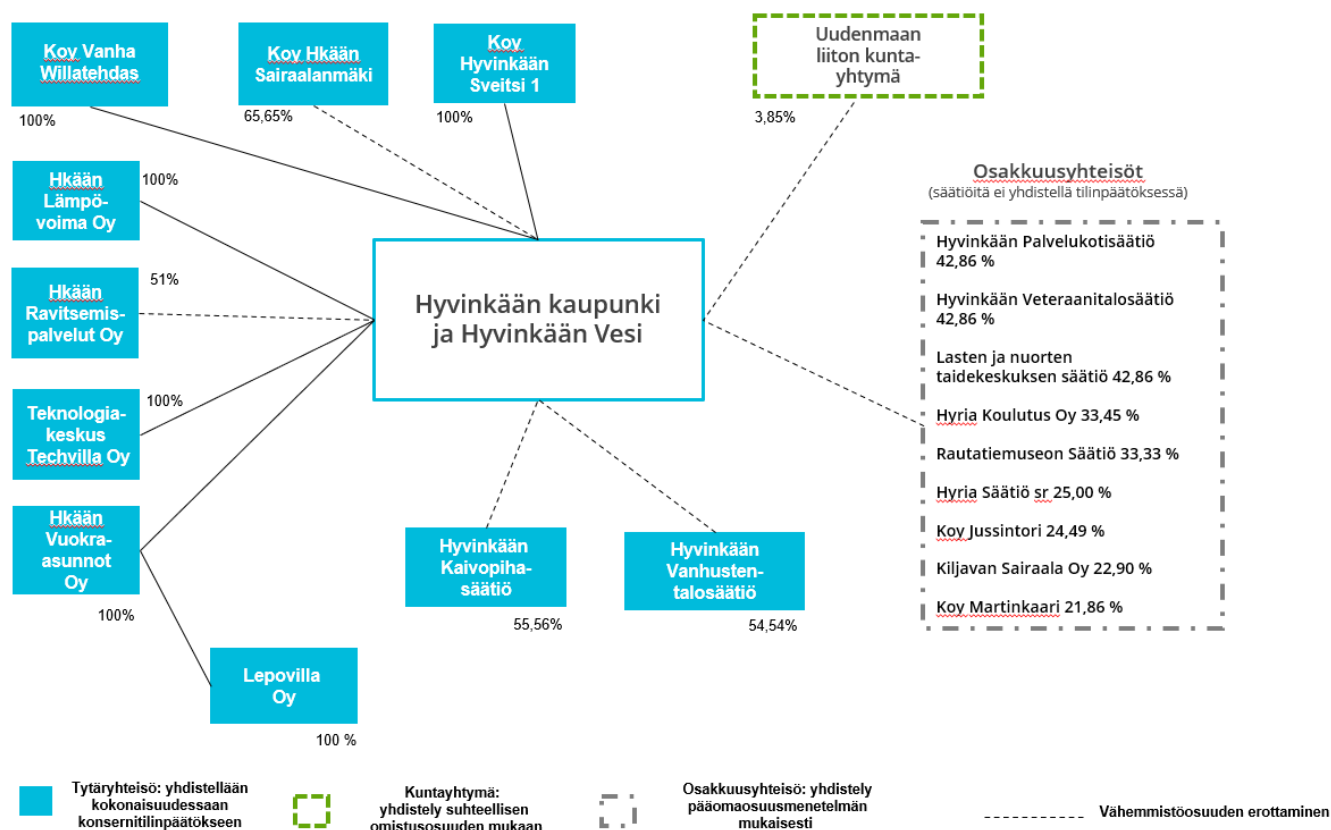 Koy Vanha
Willatehdas
100%
Koy Hkään
Sairaalanmäki
65,65%
Koy
Hyvinkään
Sveitsi 1
100%
Uudenmaan
liiton kunta-
yhtymä
3,85%
Hkään
Lämpö-
voima Oy
100%
Hkään
Ravitsemis-
palvelut Oy
51%
Teknologia-
keskus
Techvilla Oy
100%
Hkään
Vuokra-
asunnot
Oy
100%
Lepovilla
Oy
100 %
Hyvinkään kaupunki
ja Hyvinkään Vesi
Hyvinkään
Kaivopiha-
säätiö
55,56%
Hyvinkään
Vanhusten-
talosäätiö
54,54%
Osakkuusyhteisöt
(säätiöitä ei yhdistellä tilinpäätöksessä)
Hyvinkään Palvelukotisäätiö
42,86 %
Hyvinkään Veteraanitalosäätiö
42,86 %
Lasten ja nuorten
taidekeskuksen säätiö 42,86 %
Hyria Koulutus Oy 33,45 %
Rautatiemuseon Säätiö 33,33 %
Hyria Säätiö sr 25,00 %
Koy Jussintori 24,49 %
Kiljavan Sairaala Oy 22,90 %
Koy Martinkaari 21,86 %
Tytäryhteisö: yhdistellään
kokonaisuudessaan
konsernitilinpäätökseen
Kuntayhtymä:
yhdistely suhteellisen
omistusosuuden mukaan
Osakkuusyhteisö: yhdistely
pääomaosuusmenetelmän
mukaisesti
Vähemmistöosuuden erottaminen